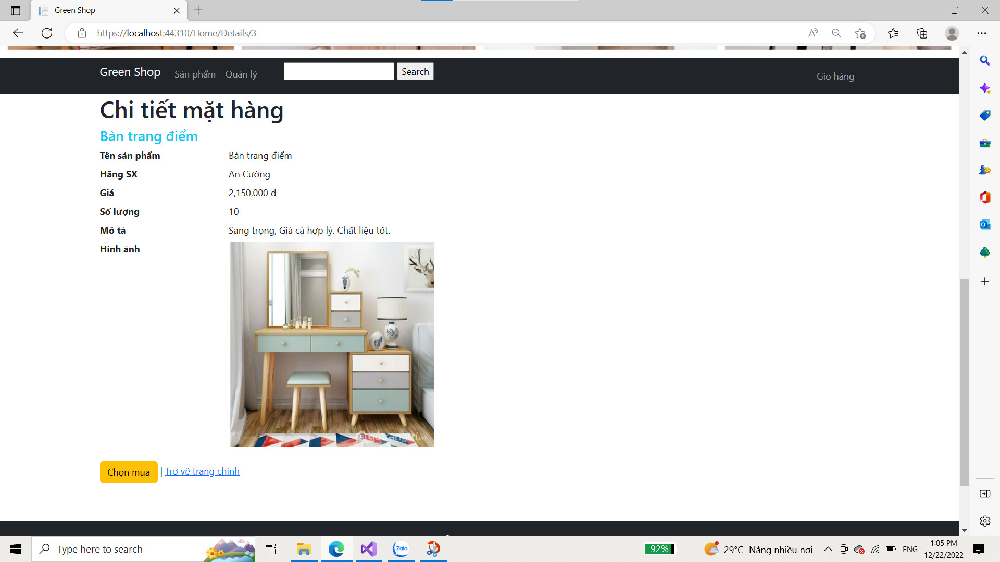 Green Shop
https://localhost:44310/Home/Details/3
Green Shop Sản phẩm Quản lý Search Giỏ hàng
Chi tiết mặt hàng
Bàn trang điểm
Tên sản phẩm Bàn trang điểm
Hãng SX An Cường
Giá 2,150,000 đ
Số lượng 10
Mô tả Sang trọng, Giá cả hợp lý. Chất liệu tốt.
Hình ảnh
Chọn mua | Trở về trang chính
Type here to search
Zalo
92%
29°C Nắng nhiều nơi
ENG
1:05 PM
12/22/2022